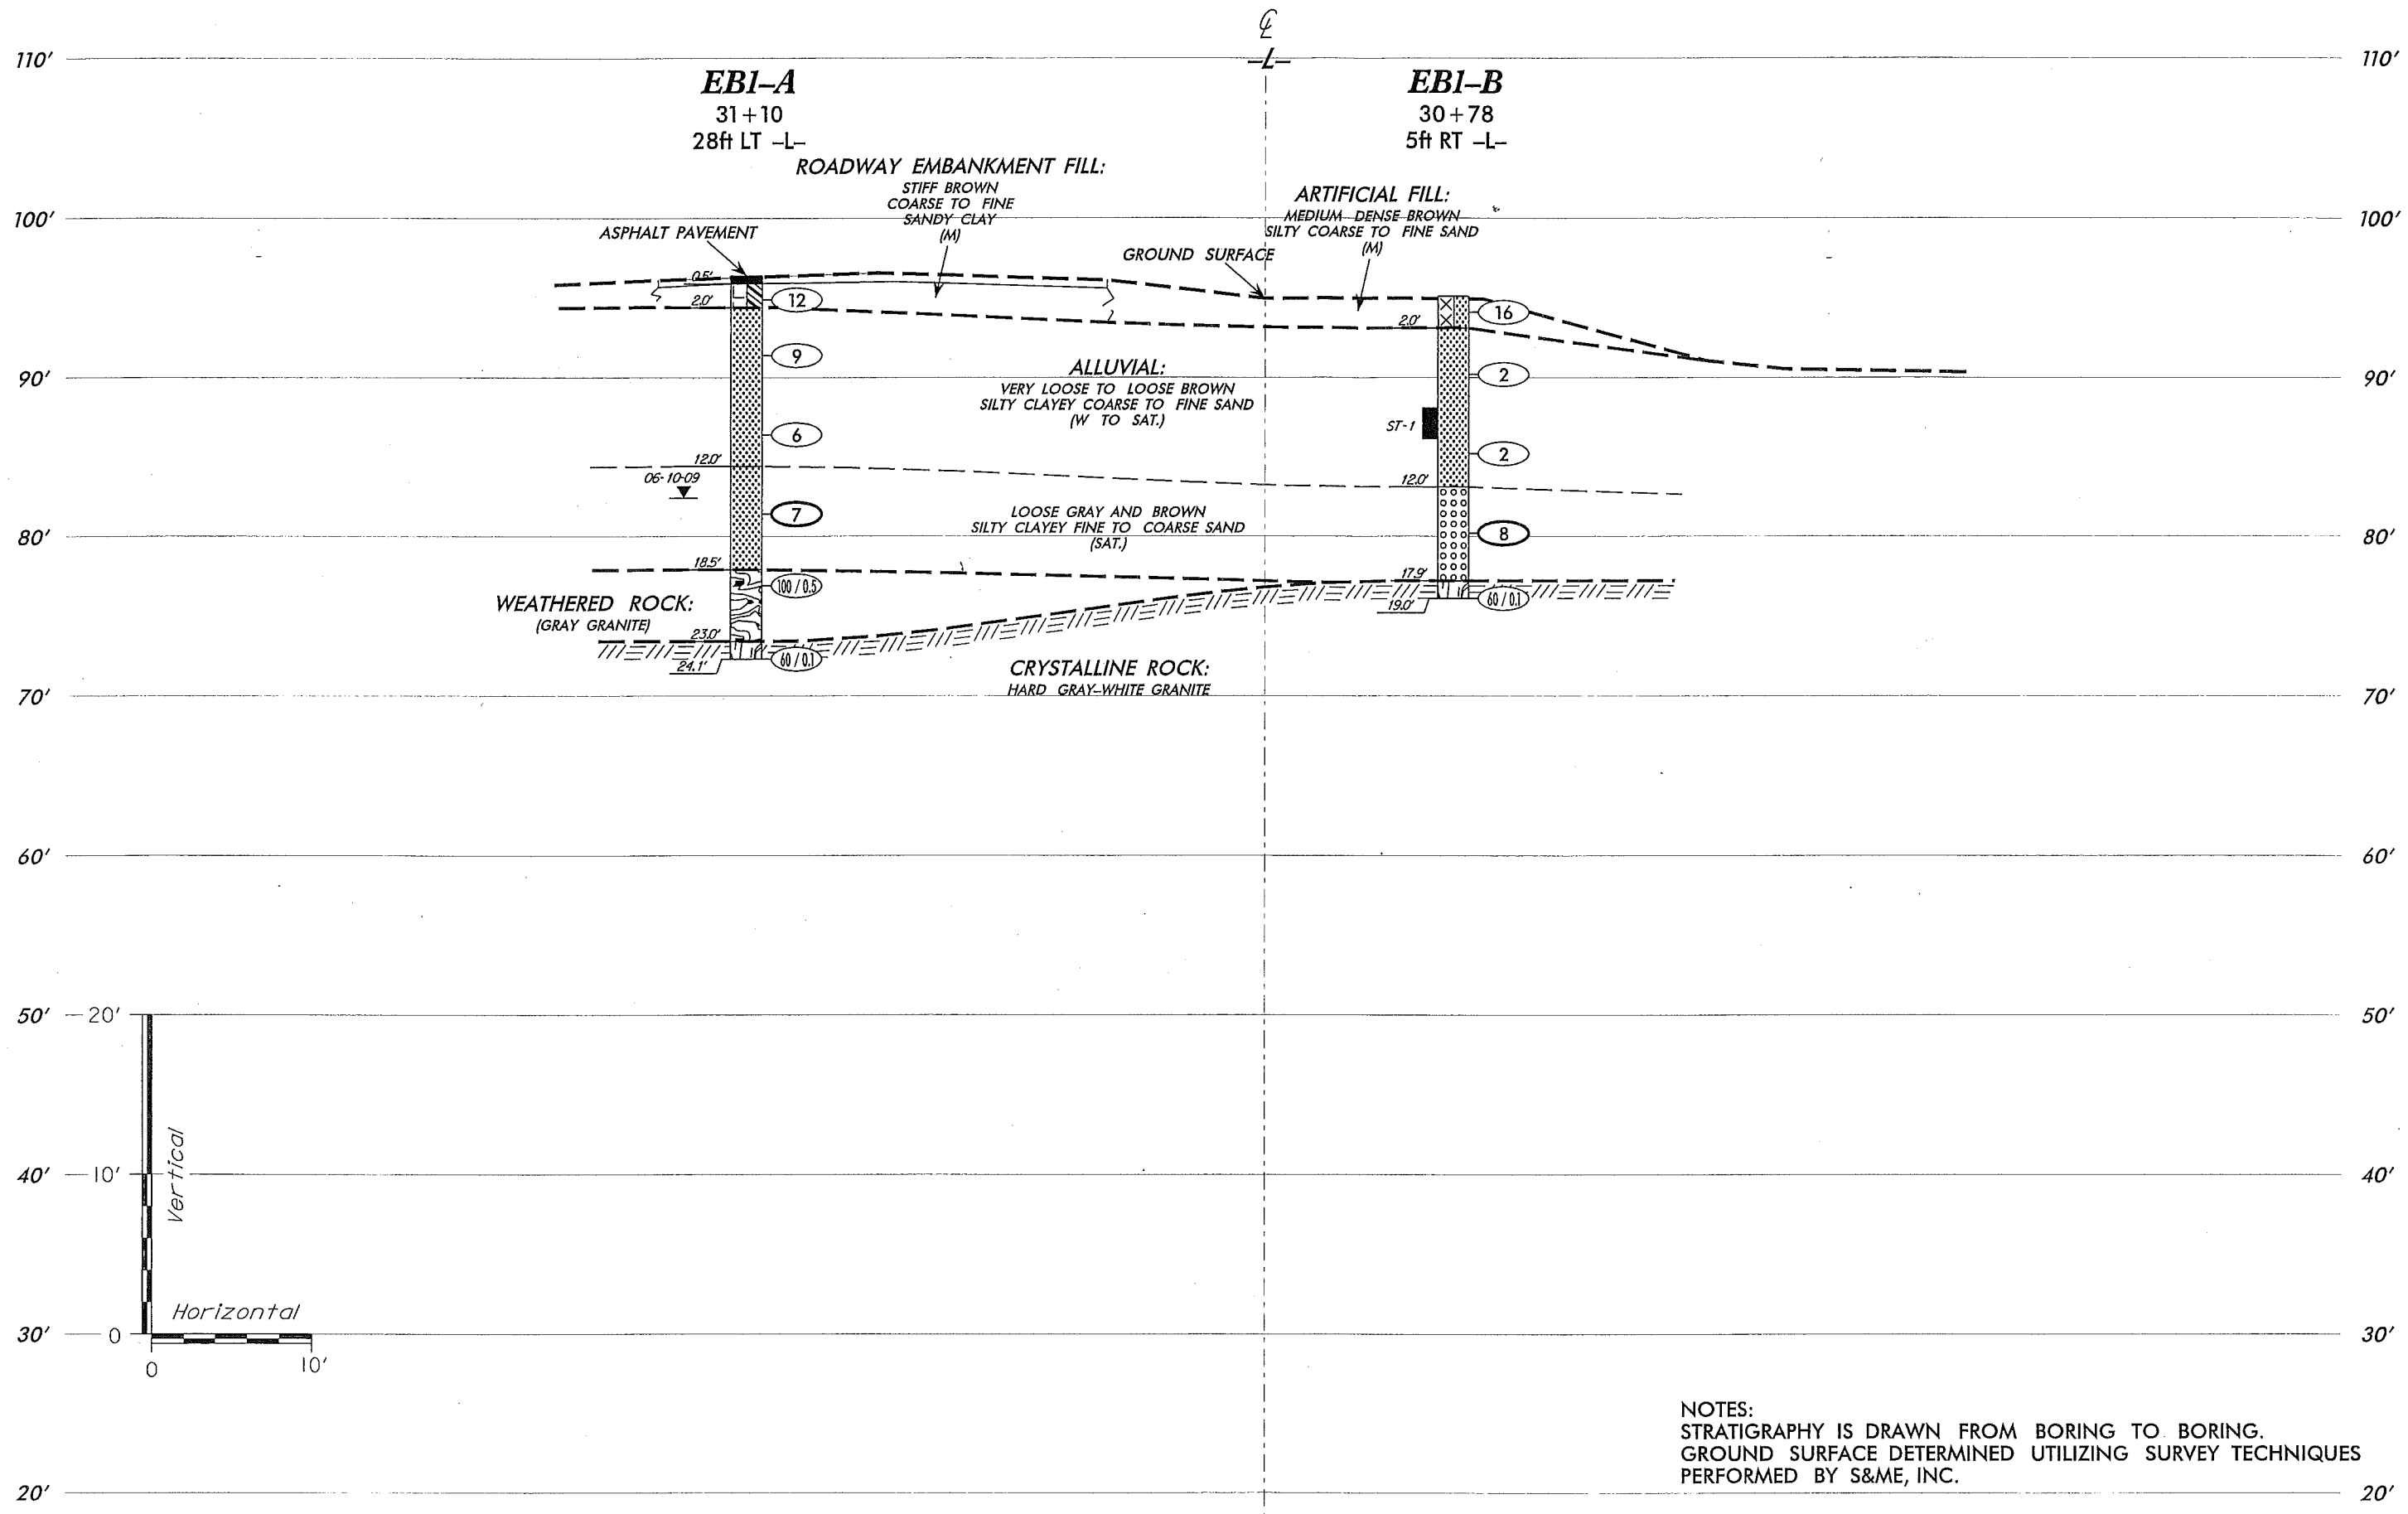 ℄
-L-
110'
110'
EB1-A
31+10
28ft LT -L-
EB1-B
30+78
5ft RT -L-
ROADWAY EMBANKMENT FILL:
STIFF BROWN
COARSE TO FINE
SANDY CLAY
(M)
ARTIFICIAL FILL:
MEDIUM DENSE BROWN
SILTY COARSE TO FINE SAND
(M)
100'
100'
ASPHALT PAVEMENT
GROUND SURFACE
0.5'
2.0'
12
16
2.0'
9
ALLUVIAL:
VERY LOOSE TO LOOSE BROWN
SILTY CLAYEY COARSE TO FINE SAND
(W TO SAT.)
90'
2
90'
6
ST-1
2
12.0'
06-10-09
12.0'
7
LOOSE GRAY AND BROWN
SILTY CLAYEY FINE TO COARSE SAND
(SAT.)
80'
8
80'
18.5'
17.9'
100 / 0.5
WEATHERED ROCK:
(GRAY GRANITE)
19.0'
60 / 0.1
23.0'
24.1'
60 / 0.1
CRYSTALLINE ROCK:
HARD GRAY-WHITE GRANITE
70'
70'
60'
60'
50'
20'
50'
40'
10'
40'
Vertical
Horizontal
30'
0
30'
0
10'
NOTES:
STRATIGRAPHY IS DRAWN FROM BORING TO BORING.
GROUND SURFACE DETERMINED UTILIZING SURVEY TECHNIQUES
PERFORMED BY S&ME, INC.
20'
20'